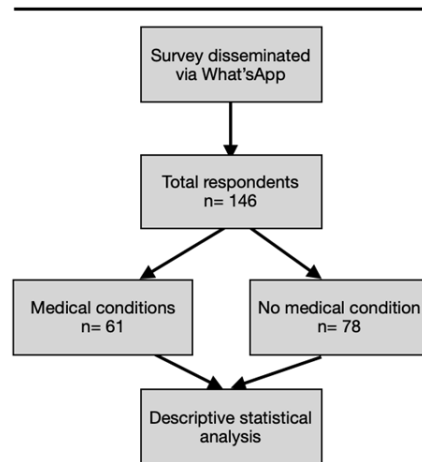 Survey disseminated
via What'sApp
Total respondents
n= 146
Medical conditions
n= 61
No medical condition
n= 78
Descriptive statistical
analysis